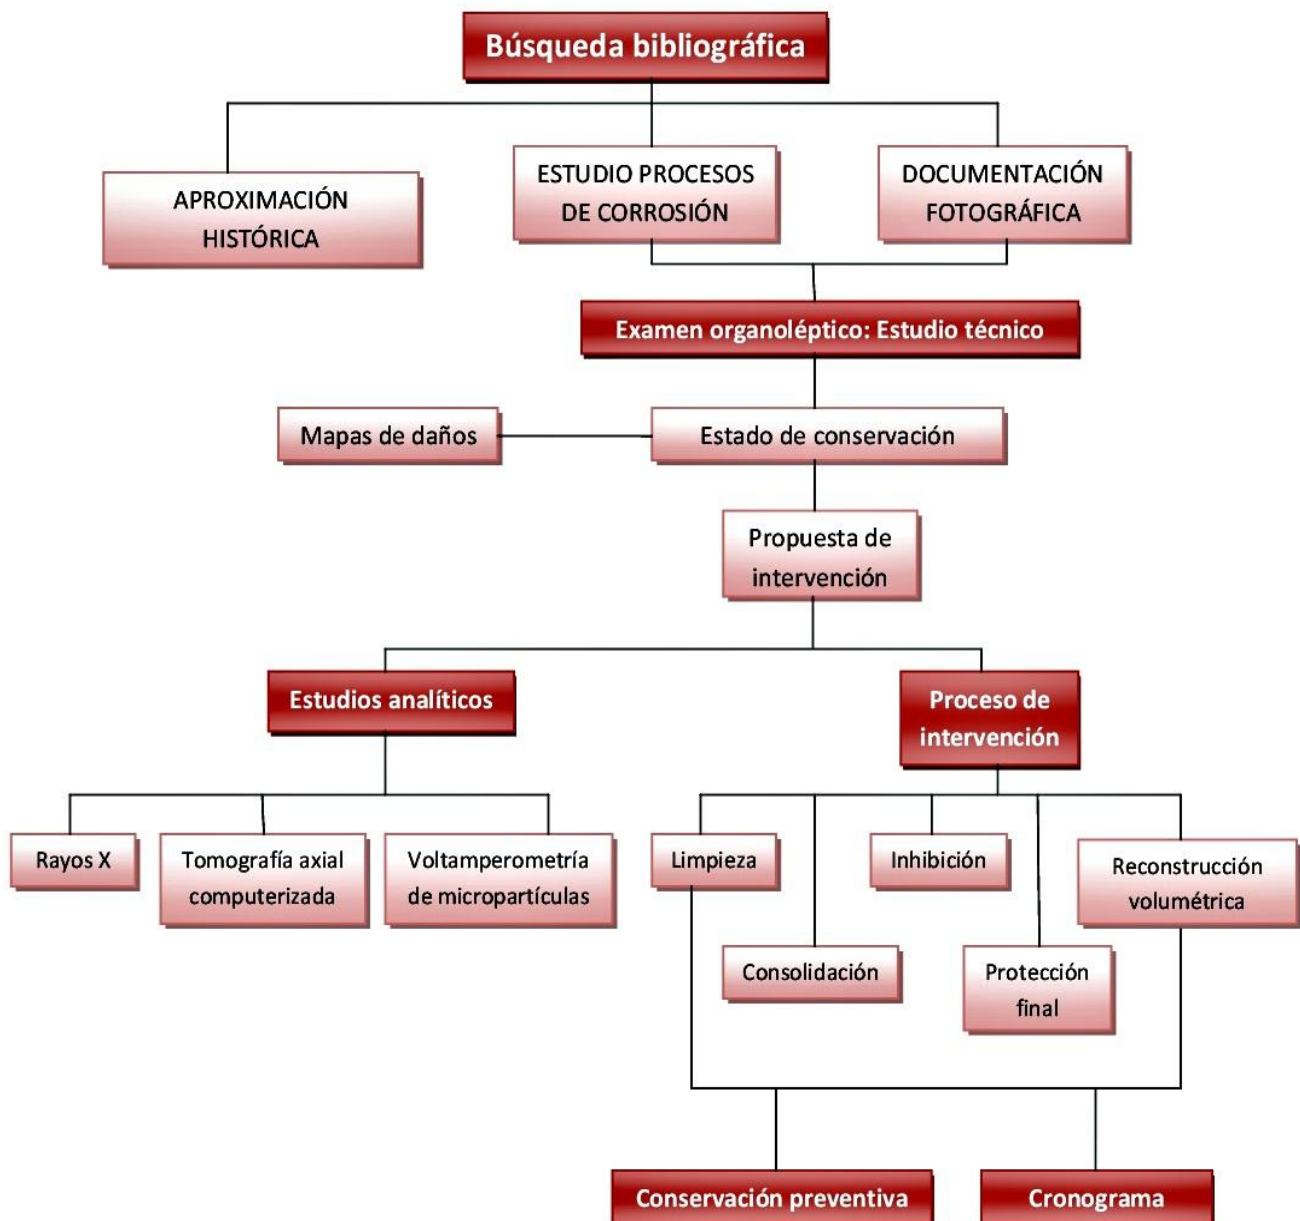 Búsqueda bibliográfica
APROXIMACIÓN
HISTÓRICA
ESTUDIO PROCESOS
DE CORROSIÓN
DOCUMENTACIÓN
FOTOGRÁFICA
Examen organoléptico: Estudio técnico
Mapas de daños
Estado de conservación
Propuesta de
intervención
Estudios analíticos
Proceso de
intervención
Rayos X
Tomografía axial
computerizada
Voltamperometría
de micropartículas
Limpieza
Inhibición
Reconstrucción
volumétrica
Consolidación
Protección
final
Conservación preventiva
Cronograma